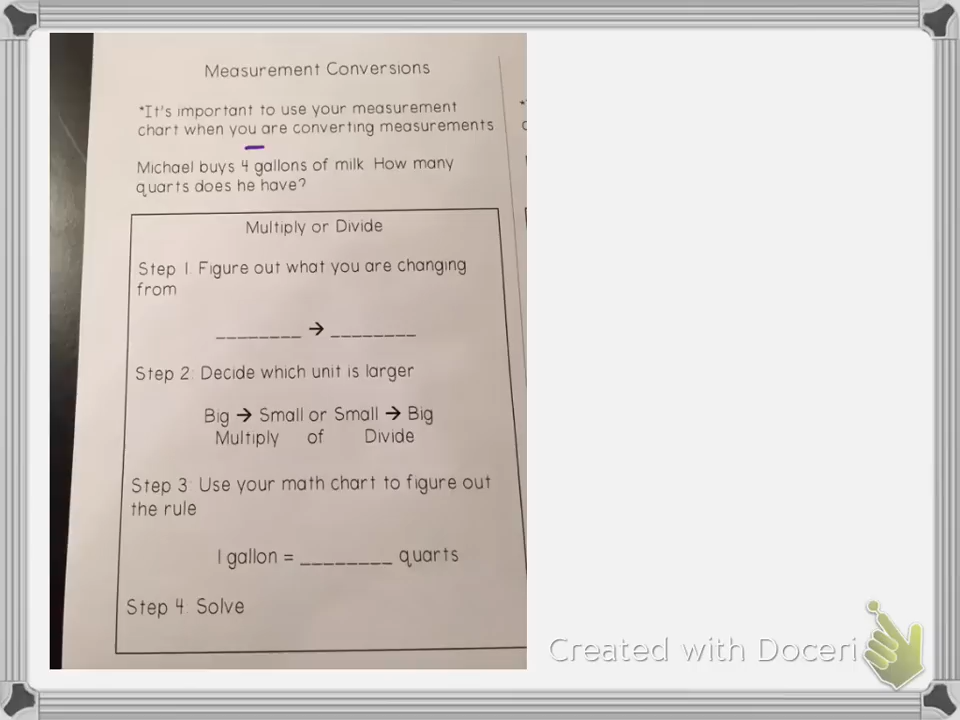 Measurement Conversions
*It's important to use your measurement
chart when you are converting measurements
Michael buys 4 gallons of milk. How many
quarts does he have?
Multiply or Divide
Step 1: Figure out what you are changing
from
________ → ________
Step 2: Decide which unit is larger
Big → Small or Small → Big
Multiply of Divide
Step 3: Use your math chart to figure out
the rule
1 gallon = _________ quarts
Step 4: Solve
Created with Doceri